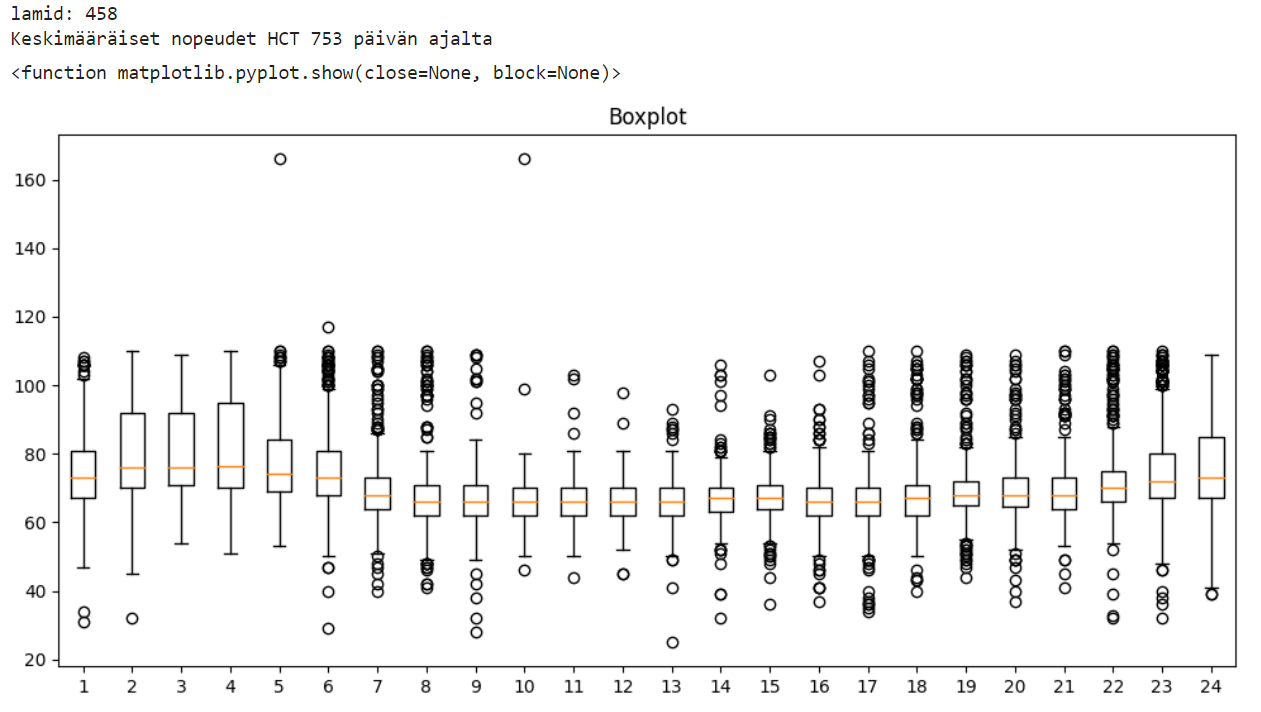 lamid: 458
Keskimääräiset nopeudet HCT 753 päivän ajalta
<function matplotlib.pyplot.show(close=None, block=None)>
Boxplot
160
140
120
100
80
60
40
20
1 2 3 4 5 6 7 8 9 10 11 12 13 14 15 16 17 18 19 20 21 22 23 24